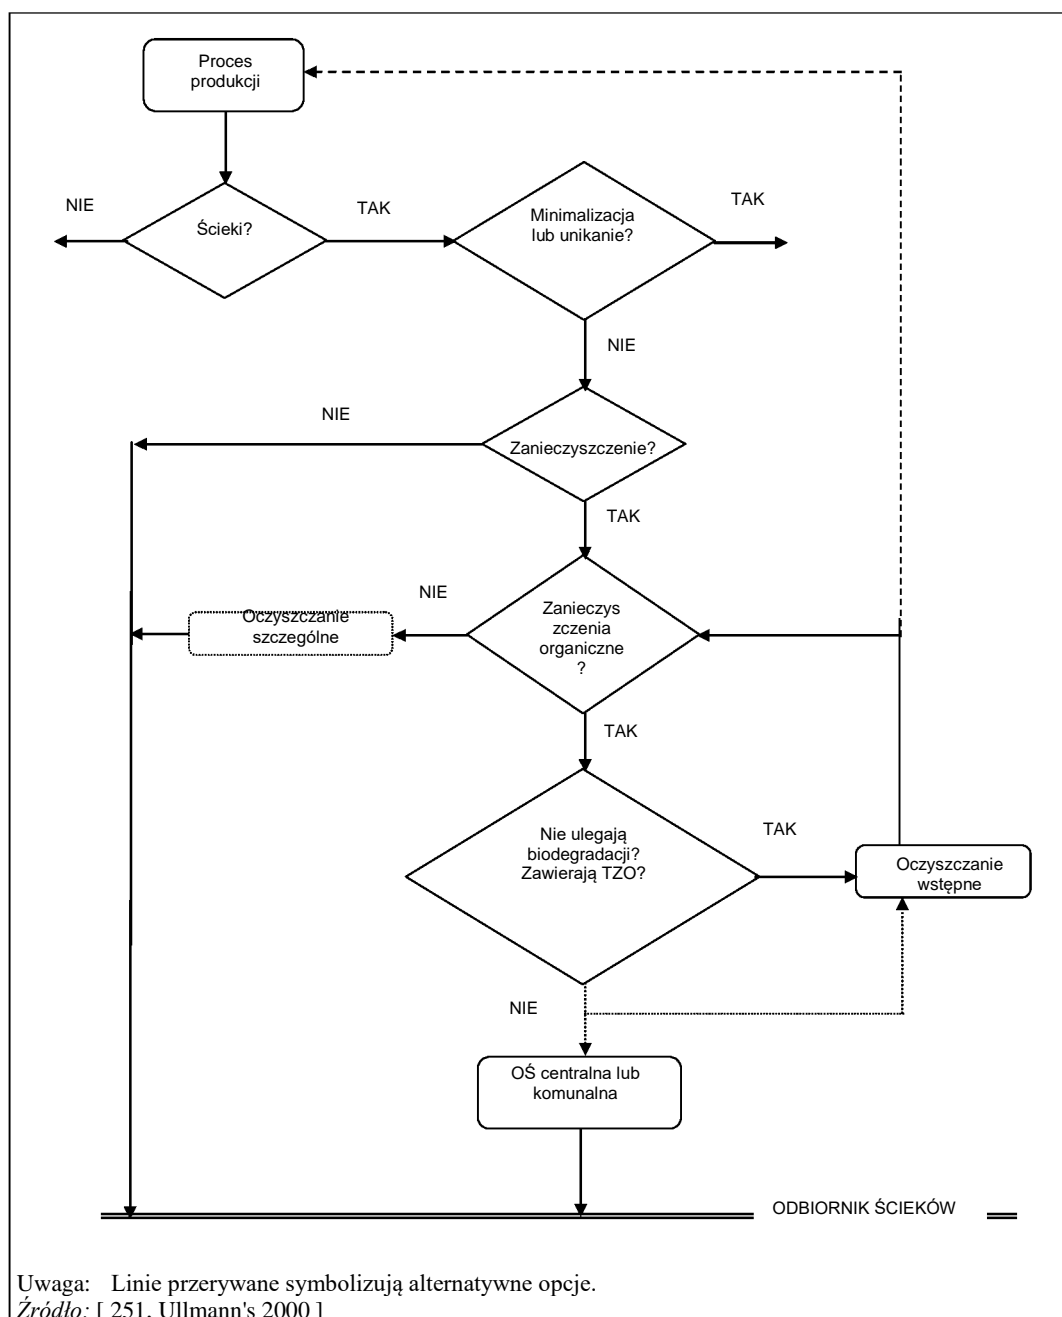 Proces
produkcji
NIE
Ścieki?
TAK
Minimalizacja
lub unikanie?
TAK
NIE
NIE
Zanieczyszczenie?
TAK
NIE
Oczyszczanie
szczególne
Zanieczys
zczenia
organiczne
?
TAK
Nie ulegają
biodegradacji?
Zawierają TZO?
TAK
Oczyszczanie
wstępne
NIE
OŚ centralna lub
komunalna
ODBIORNIK ŚCIEKÓW
Uwaga: Linie przerywane symbolizują alternatywne opcje.
Źródło: [ 251, Ullmann's 2000 ]